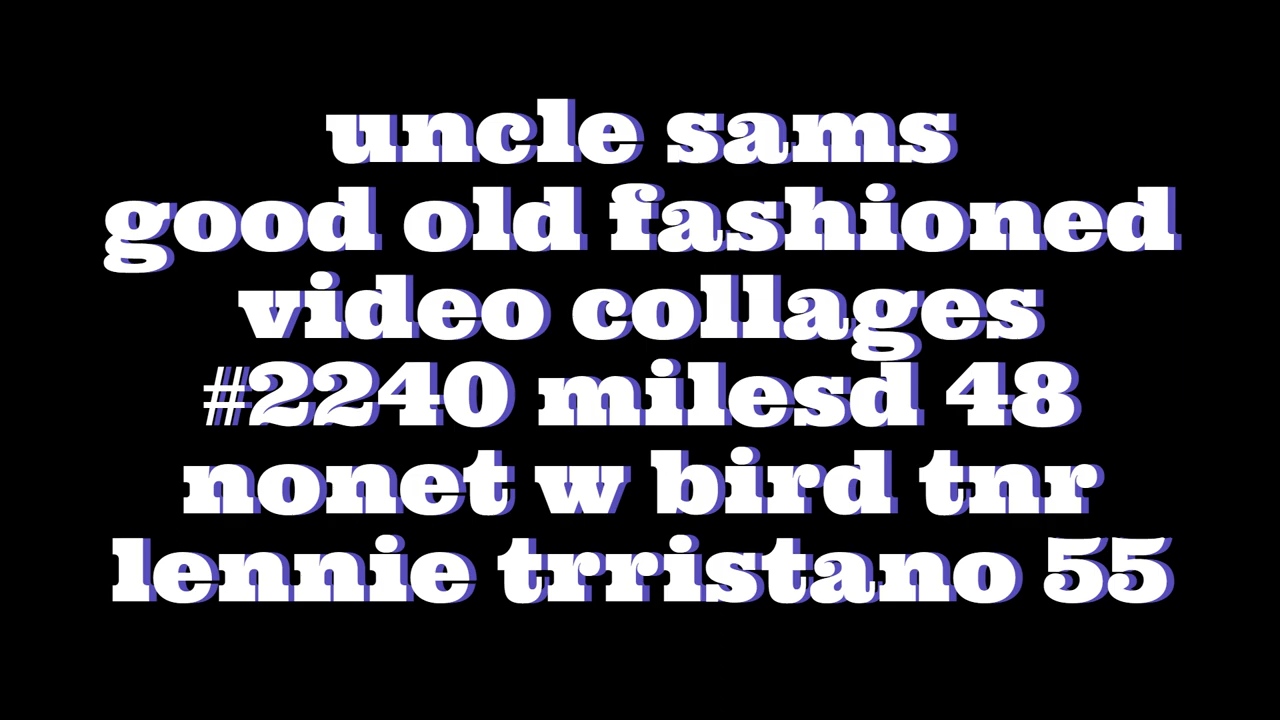 uncle sams
good old fashioned
video collages
#2240 milesd 48
nonet w bird tnr
lennie trristano 55